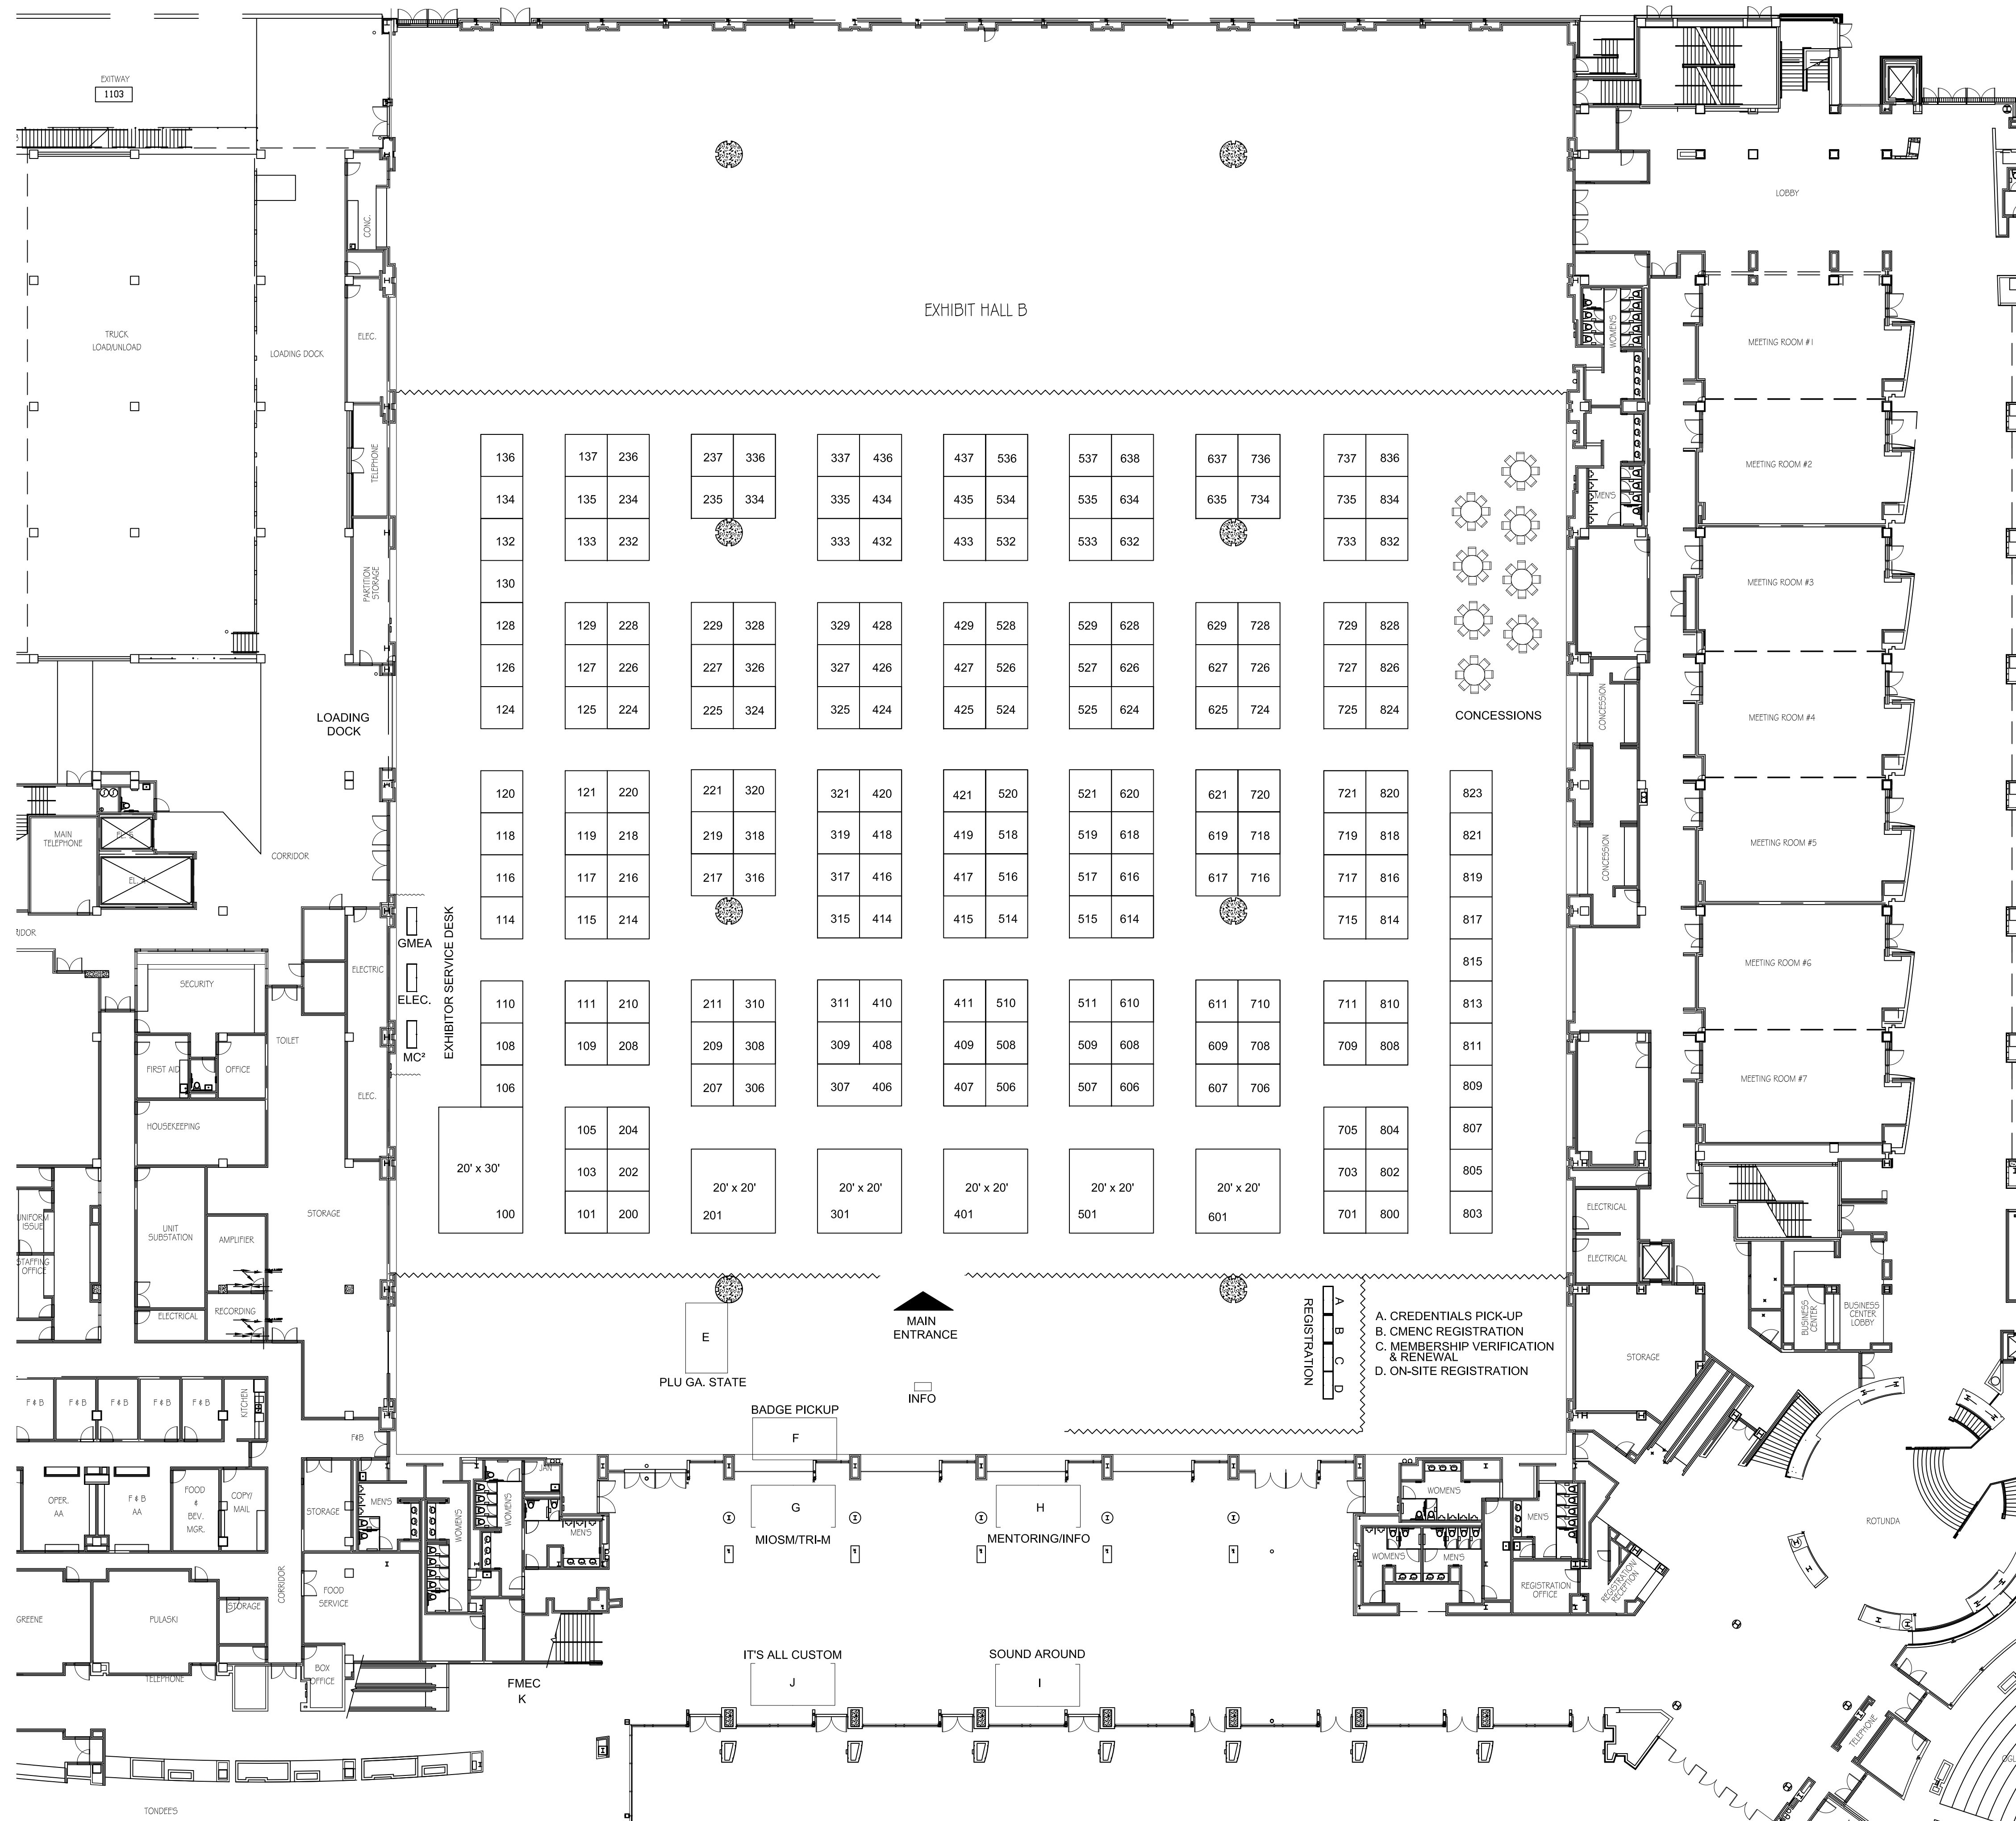 EXITWAY
1103
CONC.
LOBBY
TRUCK
LOAD/UNLOAD
LOADING DOCK
ELEC.
EXHIBIT HALL B
WOMEN'S
MEETING ROOM #1
TELEPHONE
MEN'S
MEETING ROOM #2
136 137 236 237 336 337 436 437 536 537 638 637 736 737 836
134 135 234 235 334 335 434 435 534 535 634 635 734 735 834
132 133 232 333 432 433 532 533 632 733 832
130
PARTITION
STORAGE
MEETING ROOM #3
128 129 228 229 328 329 428 429 528 529 628 629 728 729 828
126 127 226 227 326 327 426 427 526 527 626 627 726 727 826
124 125 224 225 324 325 424 425 524 525 624 625 724 725 824
LOADING
DOCK
CONCESSIONS
CONCESSION
MEETING ROOM #4
120 121 220 221 320 321 420 421 520 521 620 621 720 721 820 823
118 119 218 219 318 319 418 419 518 519 618 619 718 719 818 821
116 117 216 217 316 317 416 417 516 517 616 617 716 717 816 819
114 115 214 315 414 415 514 515 614 715 814 817
815
MAIN
TELEPHONE
CORRIDOR
CONCESSION
MEETING ROOM #5
GMEA
ELEC.
MC²
EXHIBITOR SERVICE DESK
ELECTRIC
SECURITY
MEETING ROOM #6
110 111 210 211 310 311 410 411 510 511 610 611 710 711 810 813
108 109 208 209 308 309 408 409 508 509 608 609 708 709 808 811
106 207 306 307 406 407 506 507 606 607 706 809
TOILET
FIRST AID
OFFICE
ELEC.
MEETING ROOM #7
HOUSEKEEPING
105 204 705 804 807
20' x 30' 103 202 703 802 805
20' x 20' 20' x 20' 20' x 20' 20' x 20' 20' x 20'
100 101 200 201 301 401 501 601 701 800 803
UNIFORM
ISSUE
STAFFING
OFFICE
UNIT
SUBSTATION
AMPLIFIER
STORAGE
ELECTRICAL
ELECTRICAL
ELECTRICAL
RECORDING
E
PLU GA. STATE
MAIN
ENTRANCE
INFO
REGISTRATION
A
B
C
D
A. CREDENTIALS PICK-UP
B. CMENC REGISTRATION
C. MEMBERSHIP VERIFICATION
& RENEWAL
D. ON-SITE REGISTRATION
STORAGE
BUSINESS
CENTER
BUSINESS
CENTER
LOBBY
F & B
F & B
F & B
F & B
F & B
KITCHEN
F&B
BADGE PICKUP
F
OPER.
AA
F & B
AA
FOOD
&
BEV.
MGR.
COPY/
MAIL
STORAGE
MEN'S
WOMEN'S
WOMEN'S
JAN
MEN'S
G
MIOSM/TRI-M
H
MENTORING/INFO
WOMEN'S
MEN'S
WOMEN'S
MEN'S
REGISTRATION
OFFICE
REGISTRATION/
RECEPTION
ROTUNDA
GREENE
PULASKI
STORAGE
CORRIDOR
FOOD
SERVICE
TELEPHONE
BOX
OFFICE
FMEC
K
IT'S ALL CUSTOM
J
SOUND AROUND
I
TELEPHONE
TONDEE'S